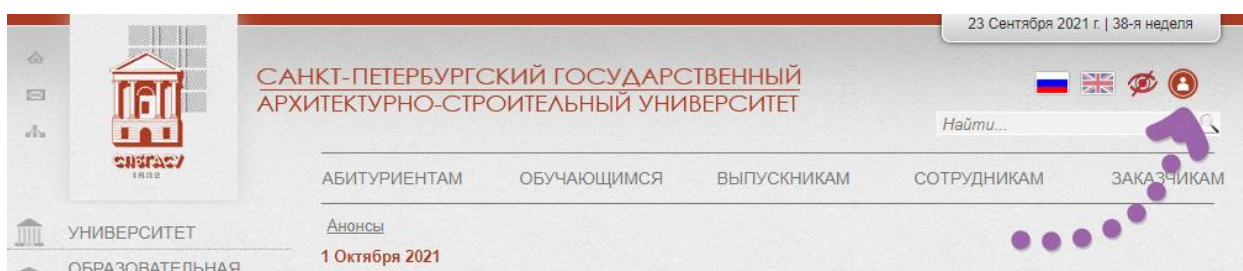 23 Сентября 2021 г. | 38-я неделя
САНКТ-ПЕТЕРБУРГСКИЙ ГОСУДАРСТВЕННЫЙ
АРХИТЕКТУРНО-СТРОИТЕЛЬНЫЙ УНИВЕРСИТЕТ
Найти...
СПБГАСУ
1832
АБИТУРИЕНТАМ ОБУЧАЮЩИМСЯ ВЫПУСКНИКАМ СОТРУДНИКАМ ЗАКАЗЧИКАМ
Анонсы
УНИВЕРСИТЕТ
1 Октября 2021
ОБРАЗОВАТЕЛЬНАЯ